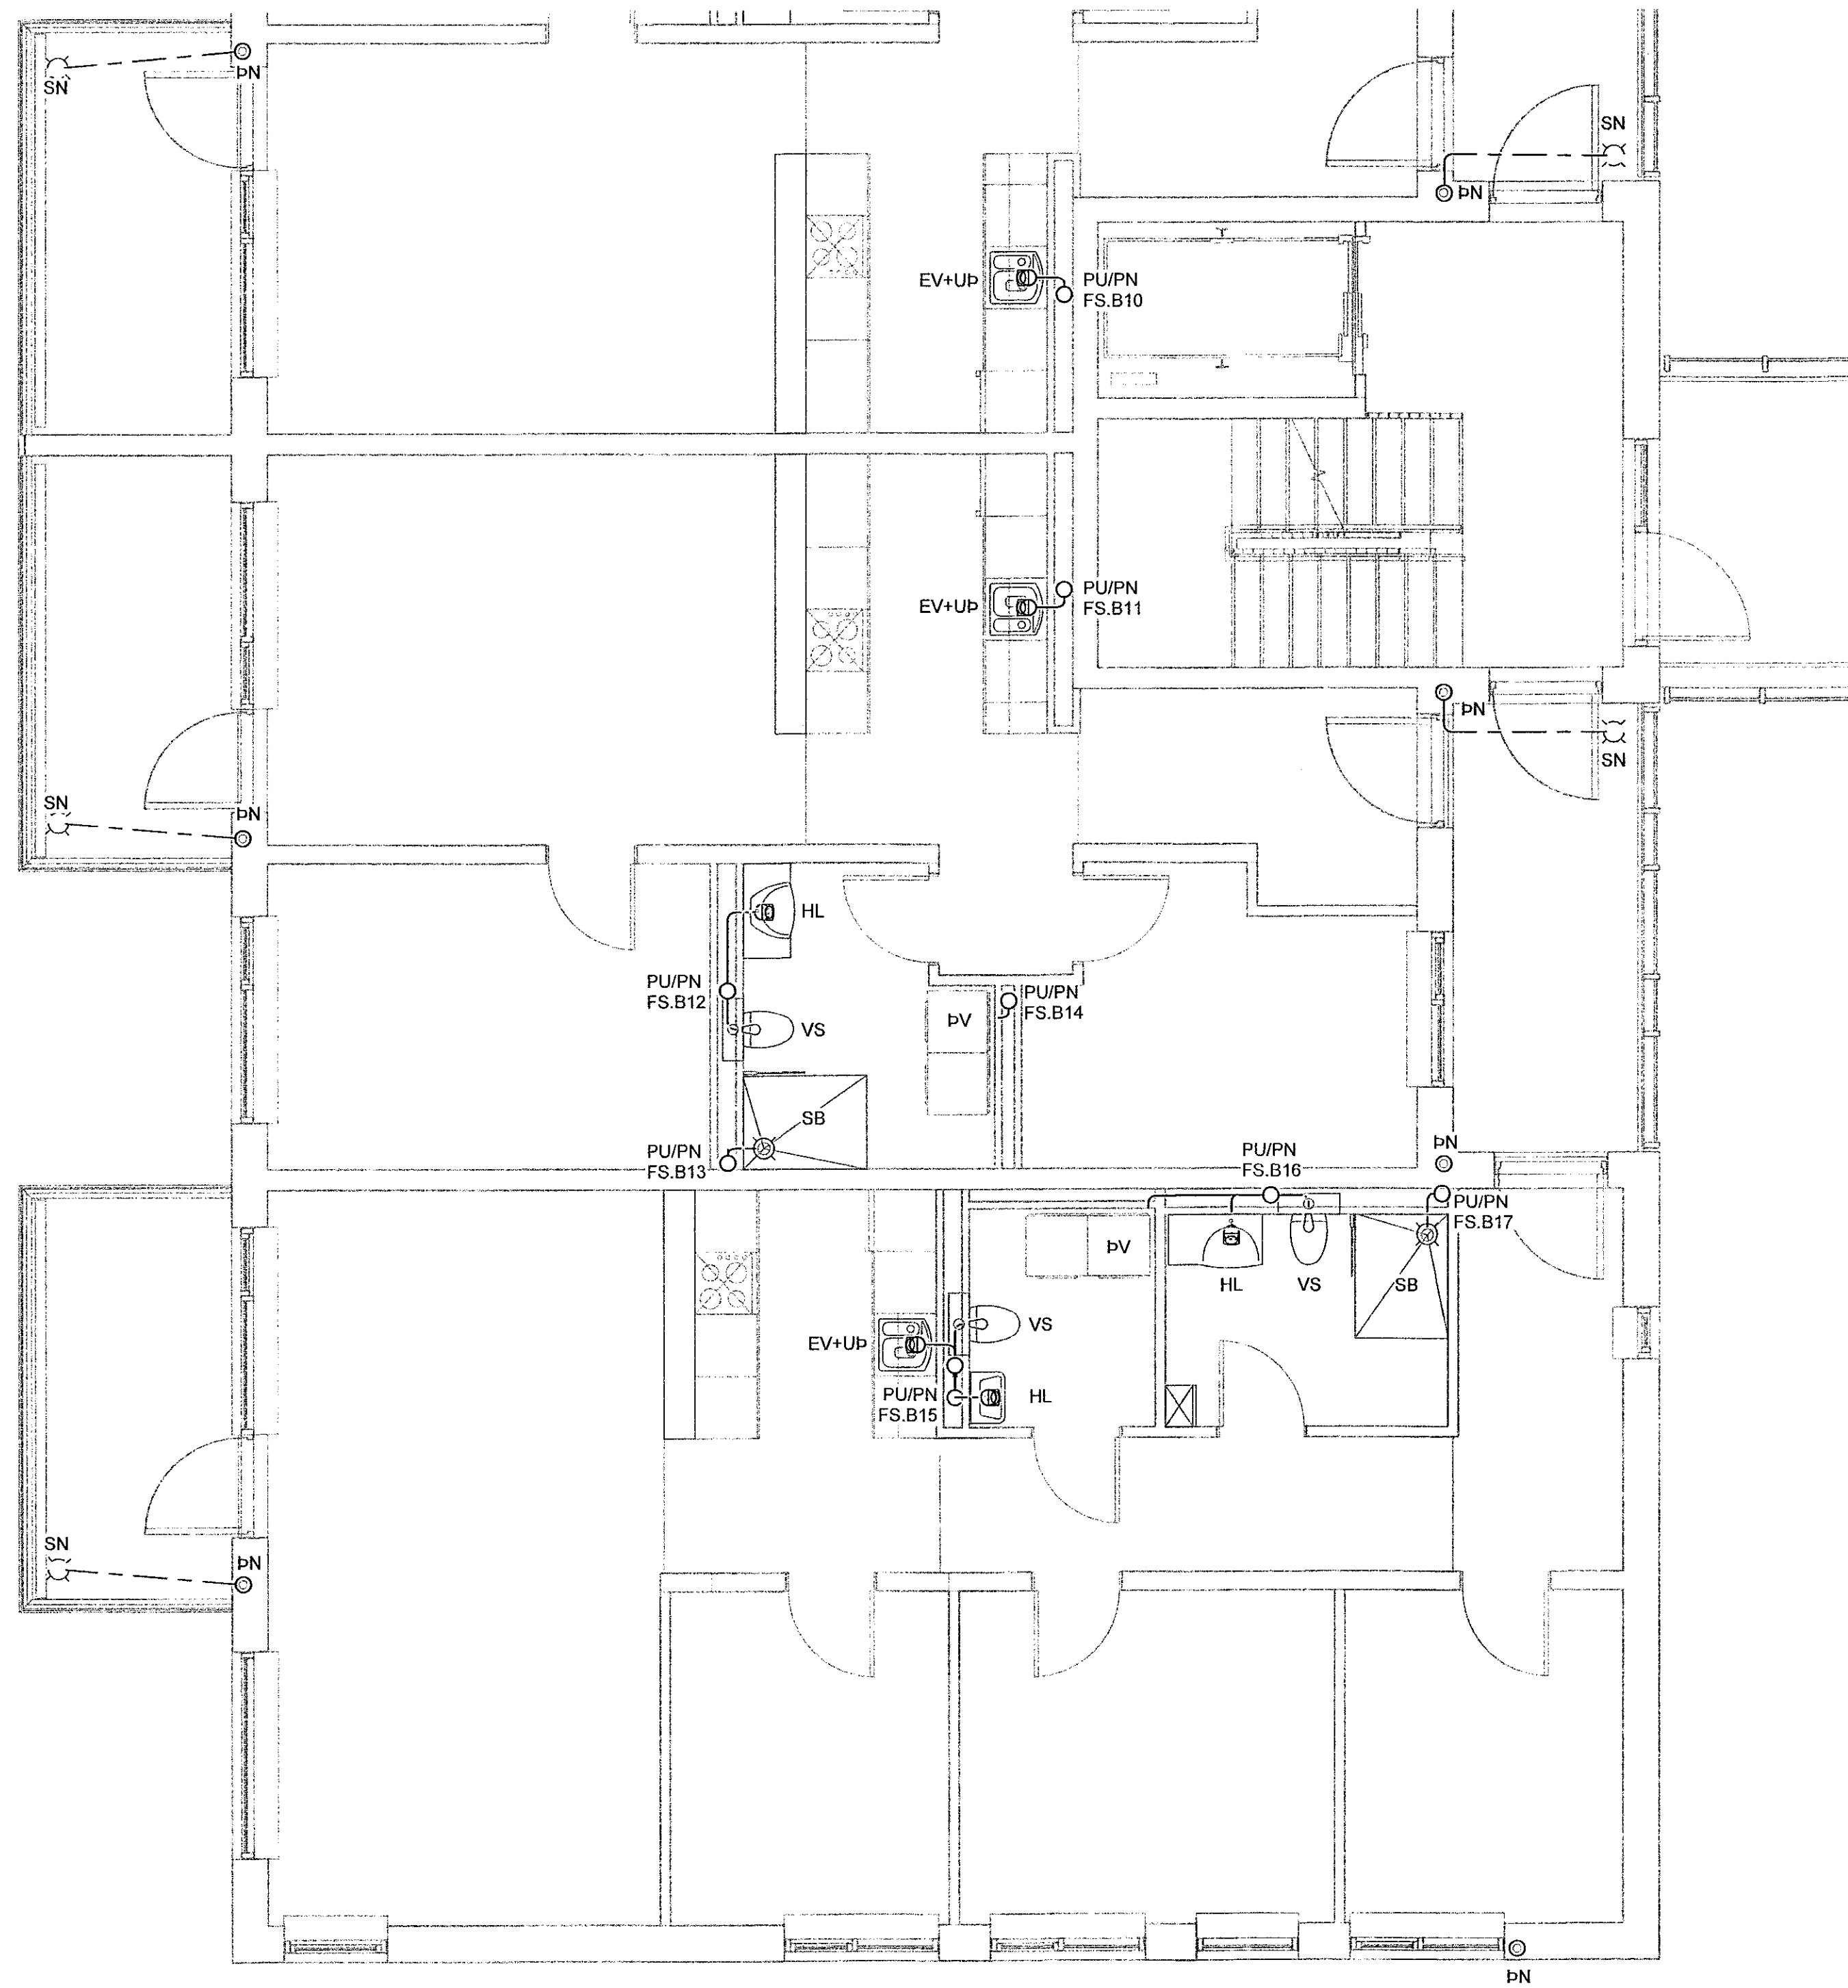 ÞN
SN
SN
ÞN
EV+UÞ
PU/PN
FS.B10
EV+UÞ
PU/PN
FS.B11
ÞN
SN
SN
ÞN
HL
PU/PN
FS.B12
VS
ÞV
PU/PN
FS.B14
SB
PU/PN
FS.B13
PU/PN
FS.B16
ÞN
PU/PN
FS.B17
ÞV
HL
VS
SB
EV+UÞ
VS
PU/PN
FS.B15
HL
SN
ÞN
ÞN